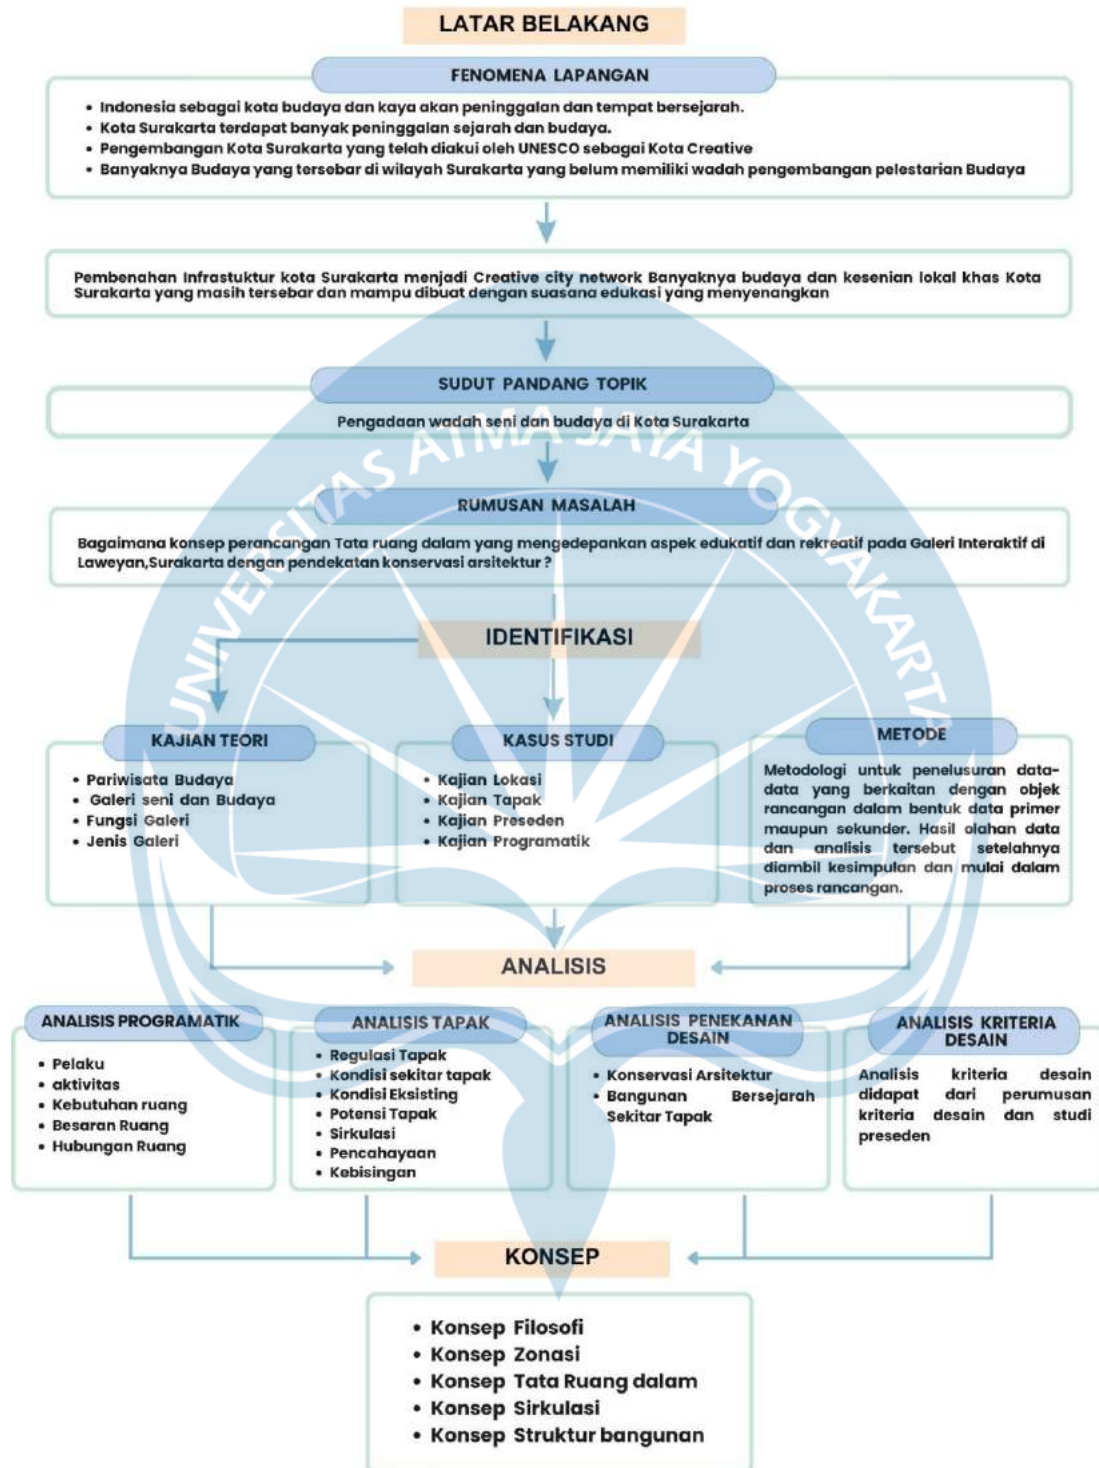 LATAR BELAKANG
FENOMENA LAPANGAN
• Indonesia sebagai kota budaya dan kaya akan peninggalan dan tempat bersejarah.
• Kota Surakarta terdapat banyak peninggalan sejarah dan budaya.
• Pengembangan Kota Surakarta yang telah diakui oleh UNESCO sebagai Kota Creative
• Banyaknya Budaya yang tersebar di wilayah Surakarta yang belum memiliki wadah pengembangan pelestarian Budaya
Pembenahan Infrastuktur kota Surakarta menjadi Creative city network Banyaknya budaya dan kesenian lokal khas Kota
Surakarta yang masih tersebar dan mampu dibuat dengan suasana edukasi yang menyenangkan
SUDUT PANDANG TOPIK
Pengadaan wadah seni dan budaya di Kota Surakarta
UNIVERSITAS ATMA JAYA YOGYAKARTA
RUMUSAN MASALAH
Bagaimana konsep perancangan Tata ruang dalam yang mengedepankan aspek edukatif dan rekreatif pada Galeri Interaktif di
Laweyan,Surakarta dengan pendekatan konservasi arsitektur ?
IDENTIFIKASI
KAJIAN TEORI
• Pariwisata Budaya
• Galeri seni dan Budaya
• Fungsi Galeri
• Jenis Galeri
KASUS STUDI
• Kajian Lokasi
• Kajian Tapak
• Kajian Preseden
• Kajian Programatik
METODE
Metodologi untuk penelusuran data-
data yang berkaitan dengan objek
rancangan dalam bentuk data primer
maupun sekunder. Hasil olahan data
dan analisis tersebut setelahnya
diambil kesimpulan dan mulai dalam
proses rancangan.
ANALISIS
ANALISIS PROGRAMATIK
• Pelaku
• aktivitas
• Kebutuhan ruang
• Besaran Ruang
• Hubungan Ruang
ANALISIS TAPAK
• Regulasi Tapak
• Kondisi sekitar tapak
• Kondisi Eksisting
• Potensi Tapak
• Sirkulasi
• Pencahayaan
• Kebisingan
ANALISIS PENEKANAN
DESAIN
• Konservasi Arsitektur
• Bangunan Bersejarah
Sekitar Tapak
ANALISIS KRITERIA
DESAIN
Analisis kriteria desain
didapat dari perumusan
kriteria desain dan studi
preseden
KONSEP
• Konsep Filosofi
• Konsep Zonasi
• Konsep Tata Ruang dalam
• Konsep Sirkulasi
• Konsep Struktur bangunan